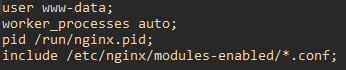 user www-data;
worker_processes auto;
pid /run/nginx.pid;
include /etc/nginx/modules-enabled/*.conf;